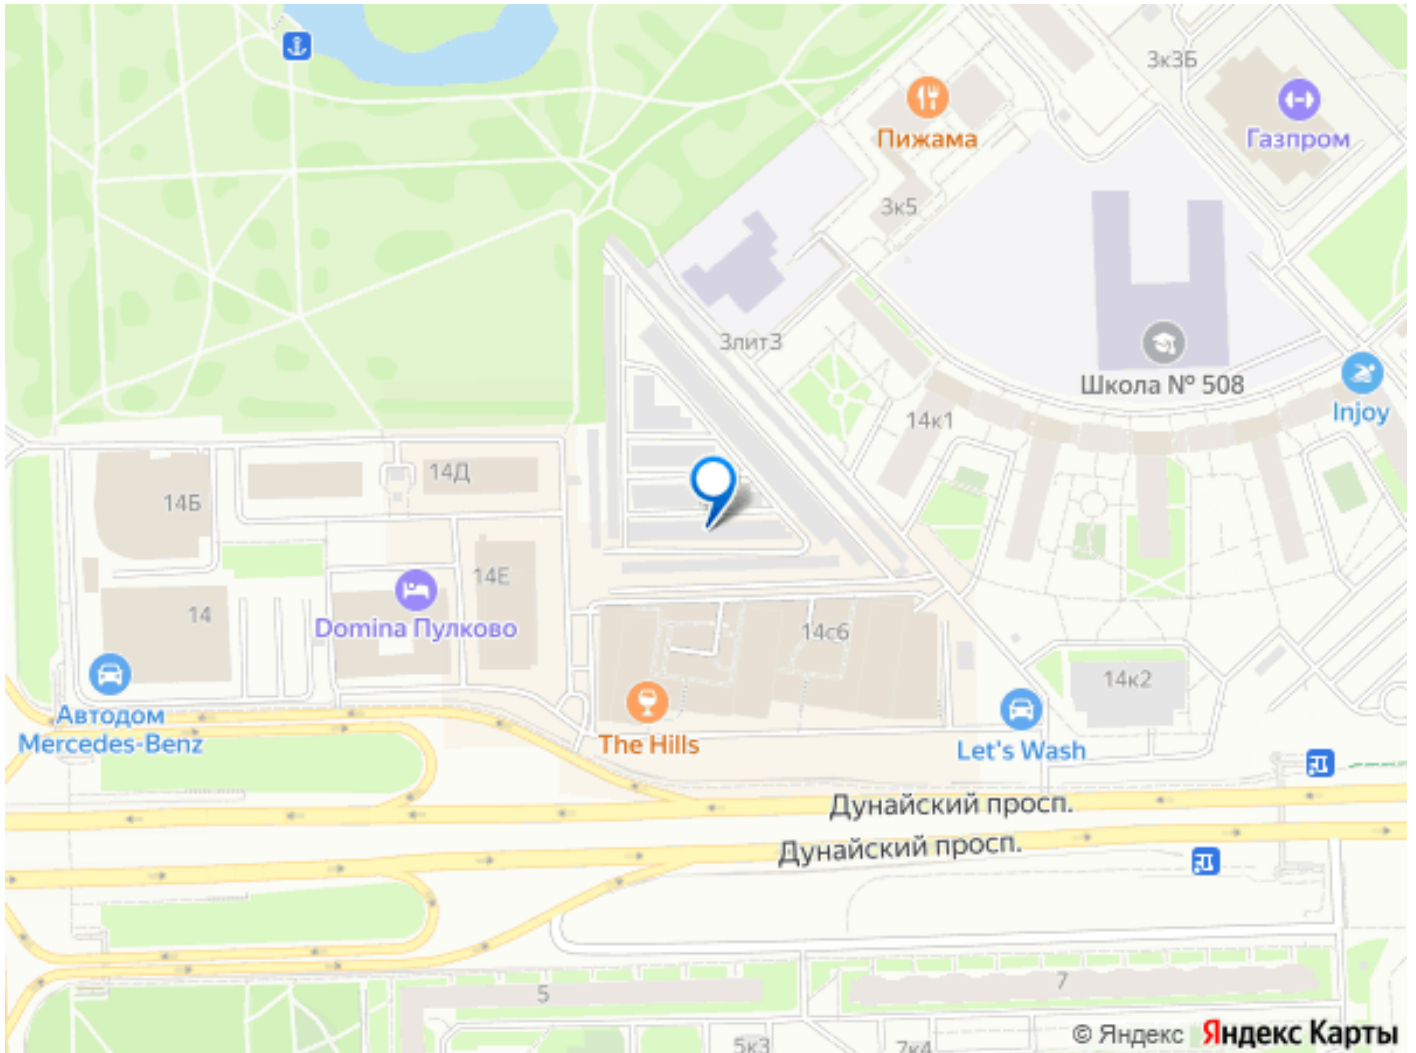 3к3Б
Пижама
Газпром
3к5
3лит3
Школа № 508
Injoy
14к1
14Д
14Б
14Е
14
Domina Пулково
14с6
14к2
Автодом
Mercedes-Benz
The Hills
Let's Wash
Дунайский просп.
Дунайский просп.
5
7
5к3
7к4
© Яндекс Яндекс Карты